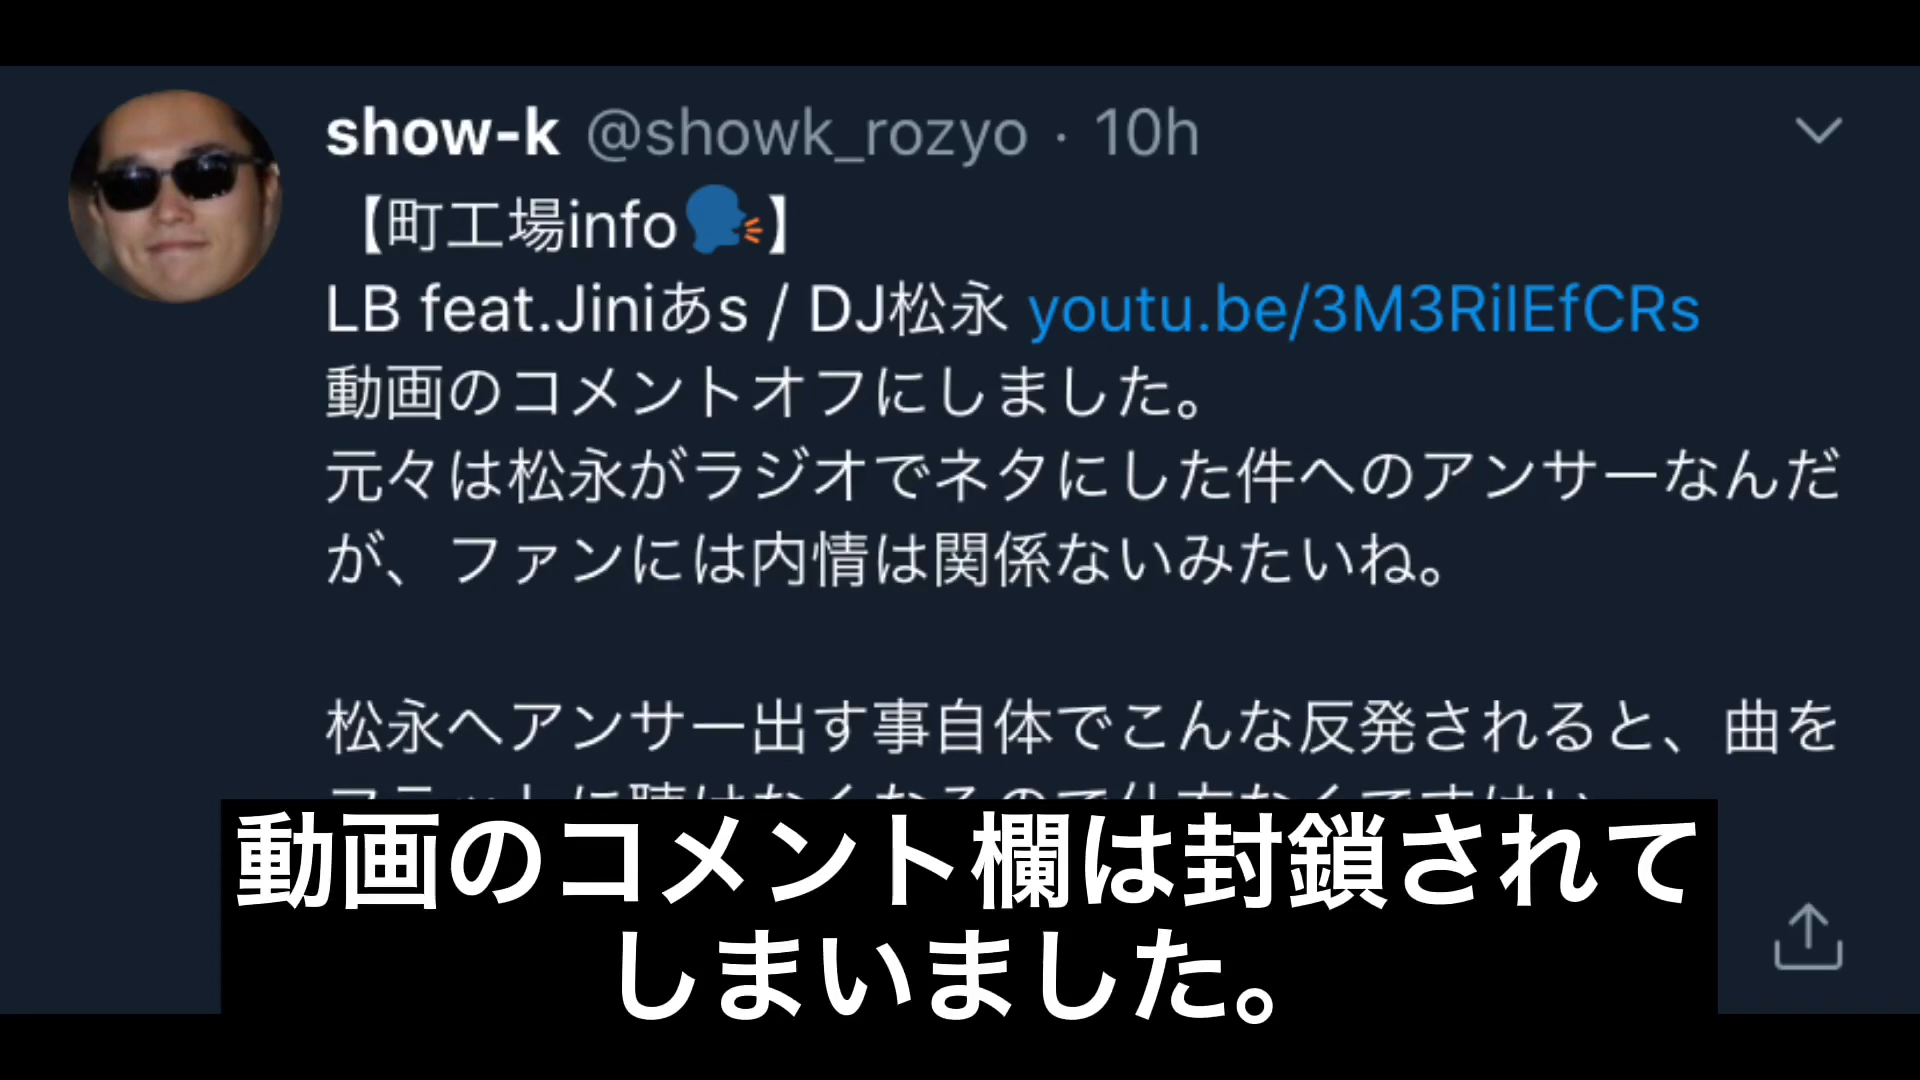 show-k @showk_rozyo · 10h
【町工場info🗣】
LB feat.Jiniあs / DJ松永 youtu.be/3M3RilEfCRs
動画のコメントオフにしました。
元々は松永がラジオでネタにした件へのアンサーなんだ
が、ファンには内情は関係ないみたいね。
松永へアンサー出す事自体でこんな反発されると、曲を
動画のコメント欄は封鎖されて
しまいました。